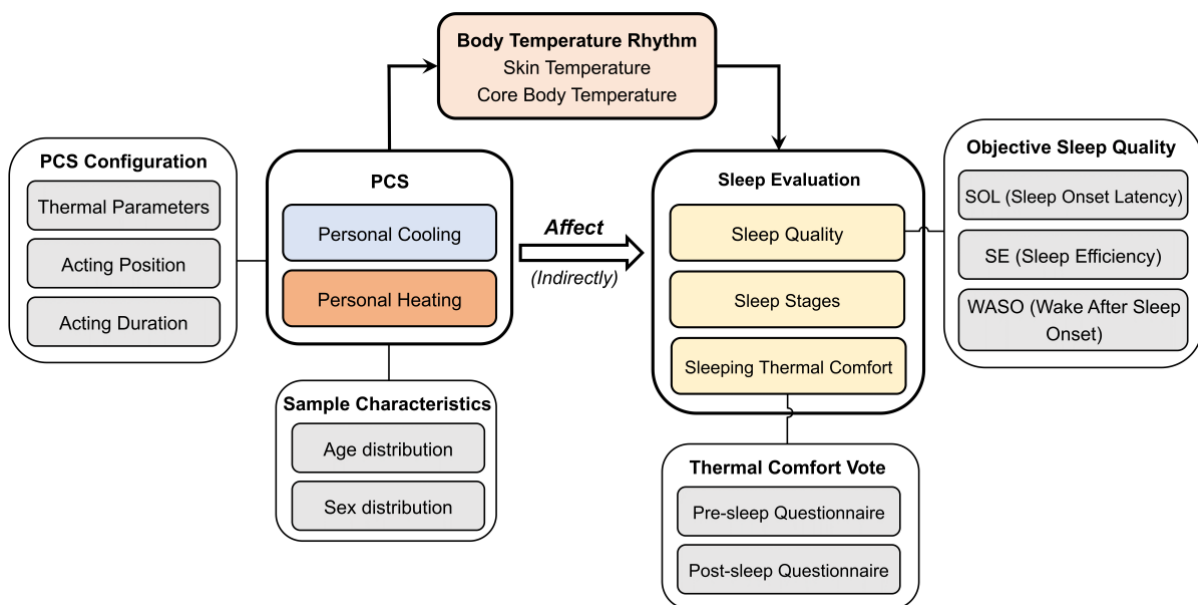 Body Temperature Rhythm
Skin Temperature
Core Body Temperature
PCS Configuration
Thermal Parameters
Acting Position
Acting Duration
PCS
Personal Cooling
Personal Heating
Affect
(Indirectly)
Sleep Evaluation
Sleep Quality
Sleep Stages
Sleeping Thermal Comfort
Objective Sleep Quality
SOL (Sleep Onset Latency)
SE (Sleep Efficiency)
WASO (Wake After Sleep
Onset)
Sample Characteristics
Age distribution
Sex distribution
Thermal Comfort Vote
Pre-sleep Questionnaire
Post-sleep Questionnaire